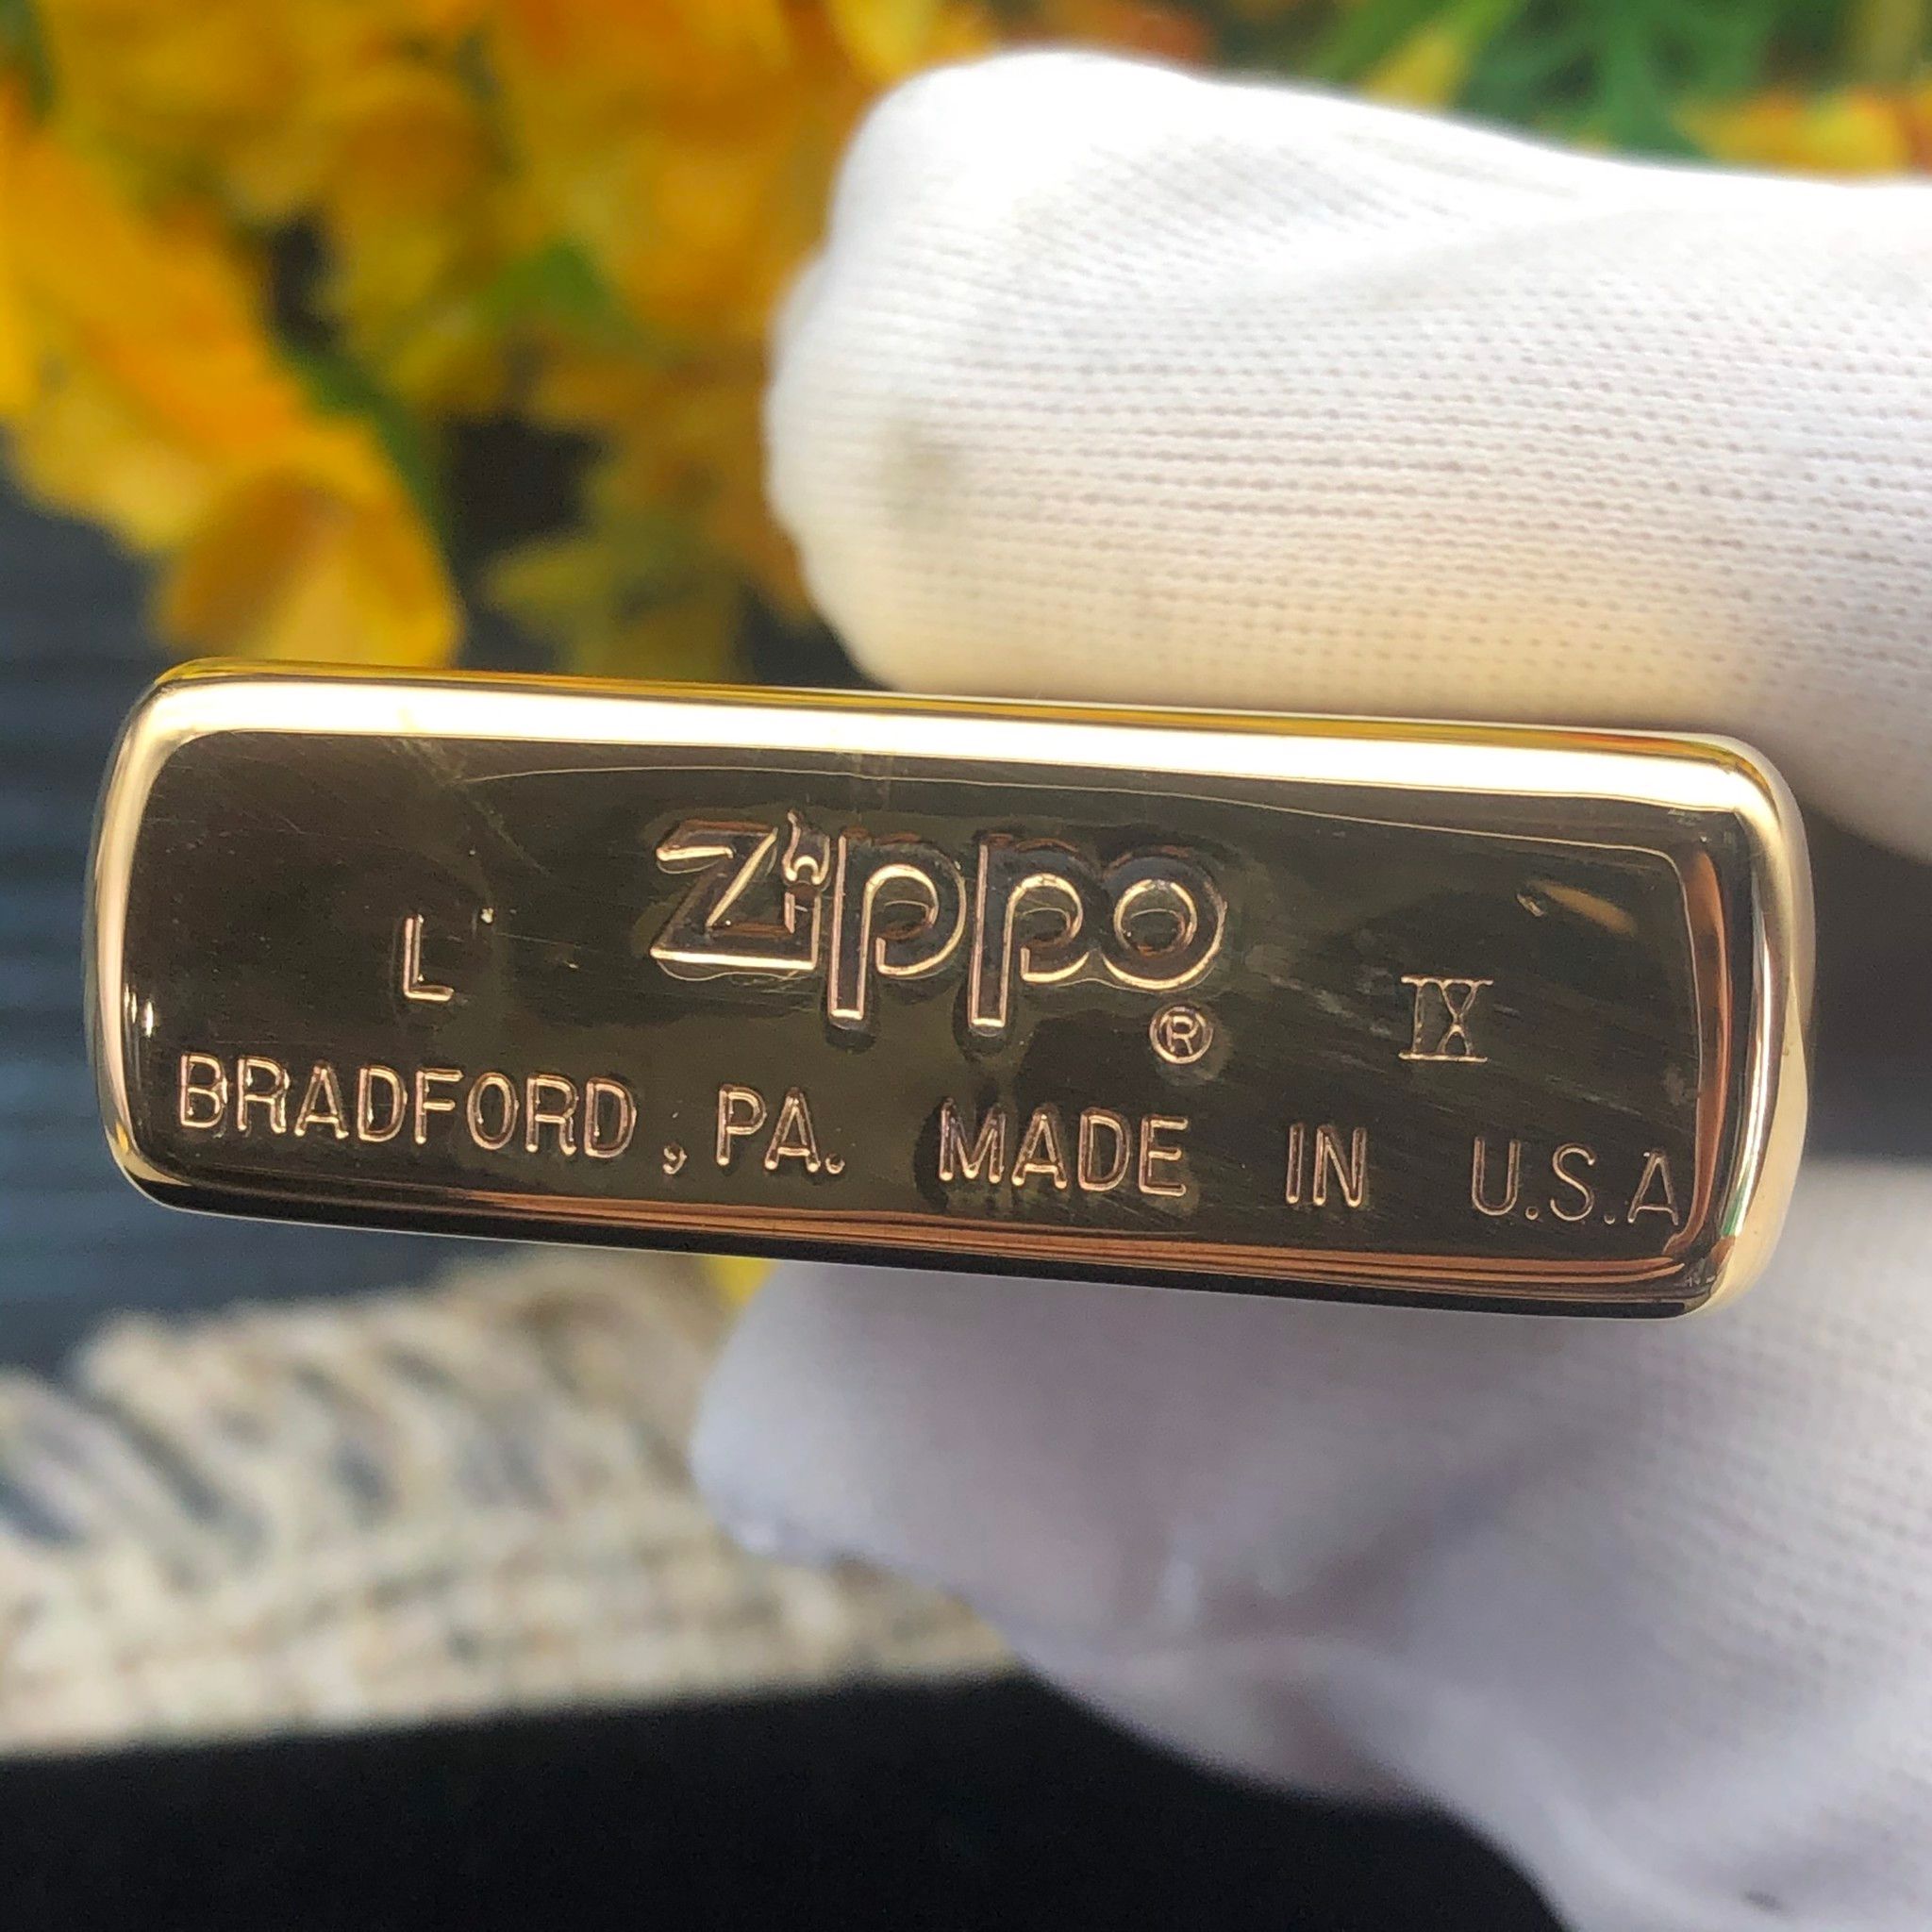 Zippo
L ® IX
BRADFORD, PA. MADE IN U.S.A